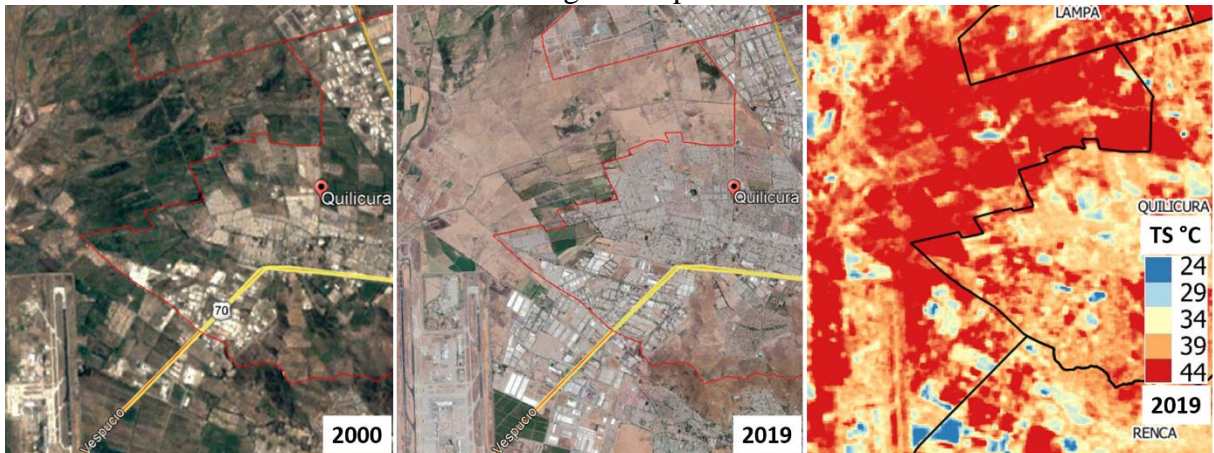 Quilicura
70
Vespucio
2000
Quilicura
Vespucio
2019
LAMPA
QUILICURA
TS °C
24
29
34
39
44
2019
RENCA